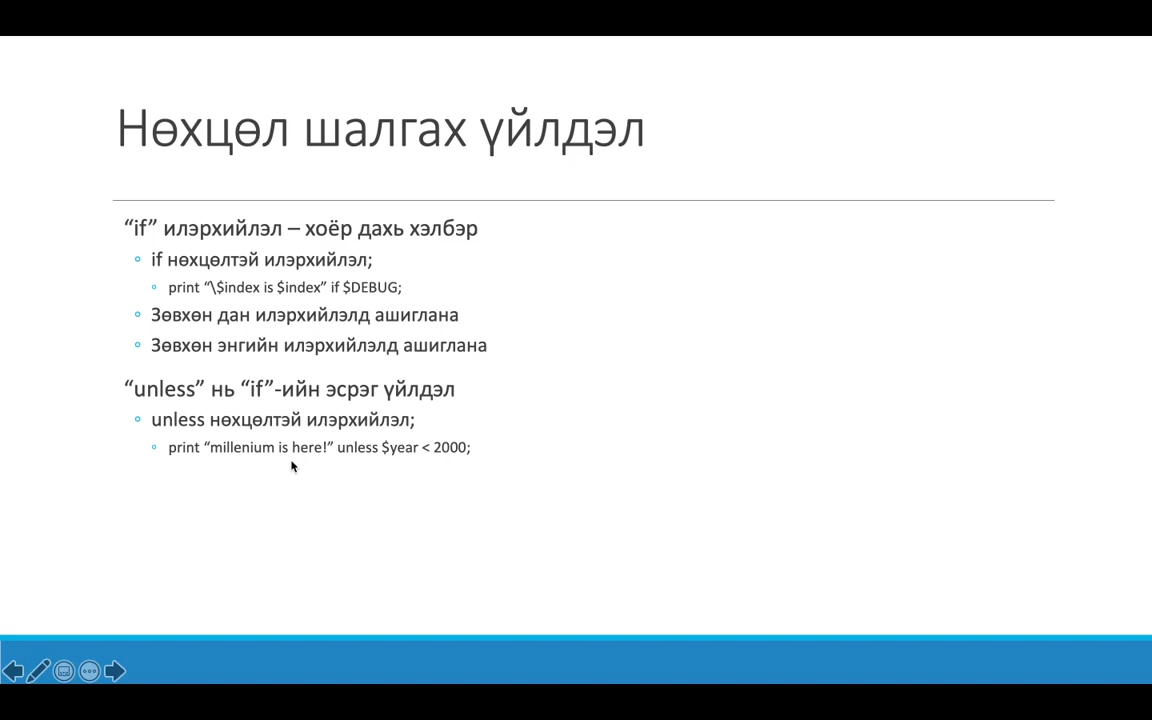 Нөхцөл шалгах үйлдэл
“if” илэрхийлэл – хоёр дахь хэлбэр
if нөхцөлтэй илэрхийлэл;
print “\$index is $index” if $DEBUG;
Зөвхөн дан илэрхийлэлд ашиглана
Зөвхөн энгийн илэрхийлэлд ашиглана
“unless” нь “if”-ийн эсрэг үйлдэл
unless нөхцөлтэй илэрхийлэл;
print “millenium is here!” unless $year < 2000;